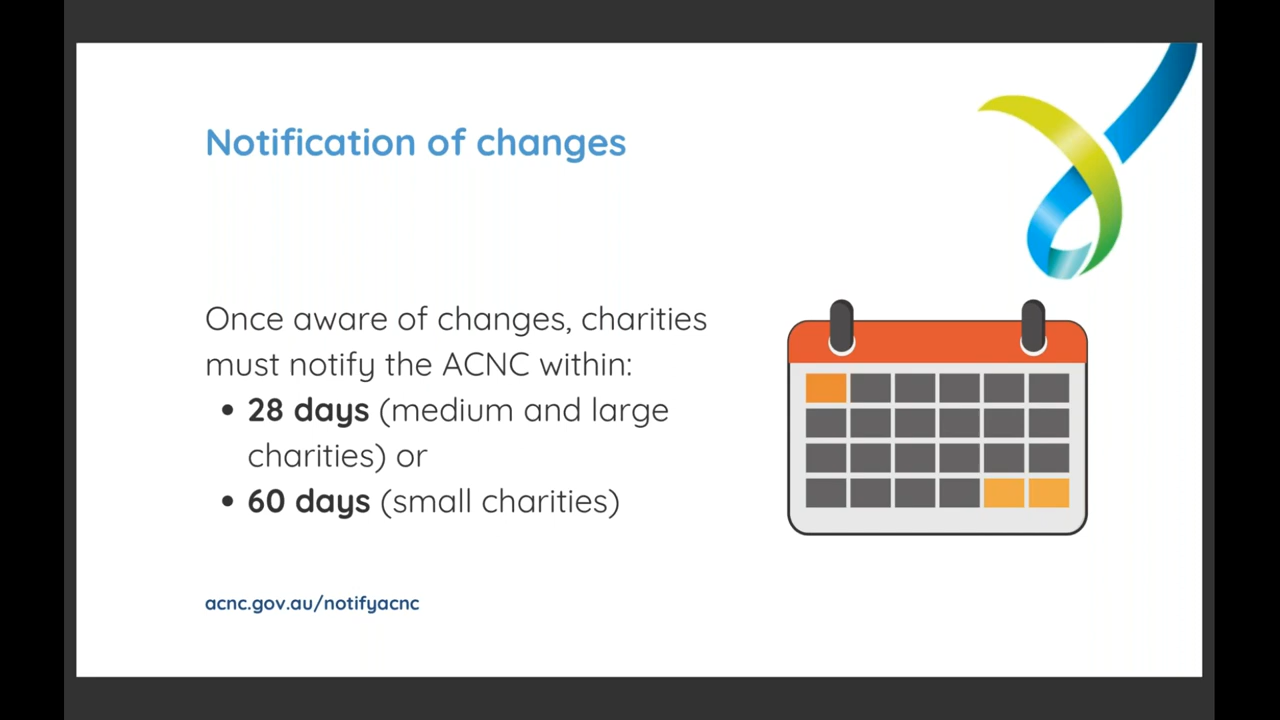 Notification of changes
Once aware of changes, charities
must notify the ACNC within:
• 28 days (medium and large
charities) or
• 60 days (small charities)
acnc.gov.au/notifyacnc